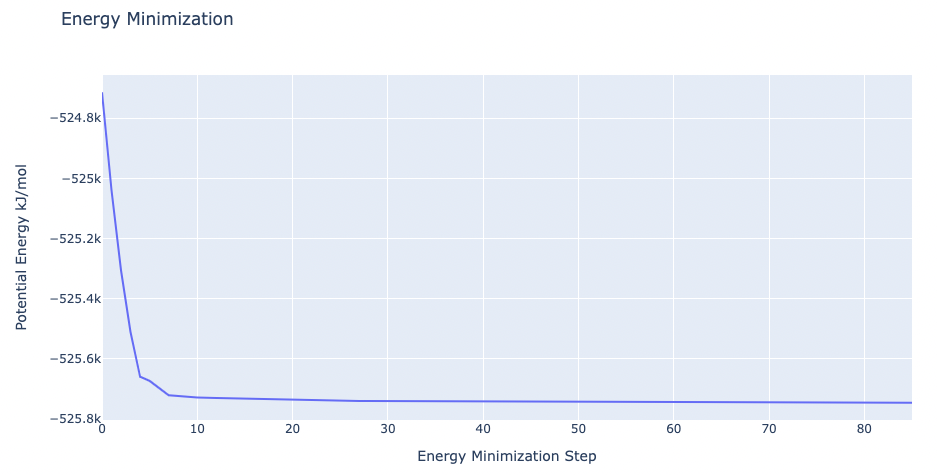 Energy Minimization
Potential Energy kJ/mol
−524.8k
−525k
−525.2k
−525.4k
−525.6k
−525.8k
0 10 20 30 40 50 60 70 80
Energy Minimization Step